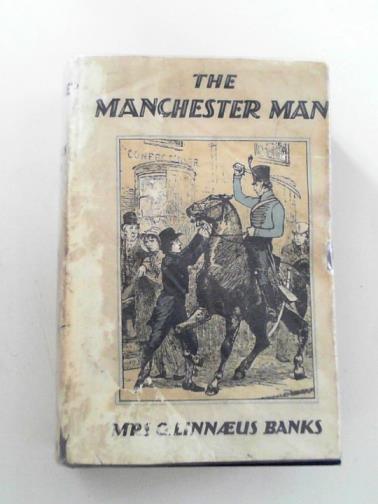 THE
MANCHESTER MAN
CONFECTIONER
MRS G. LINNÆUS BANKS